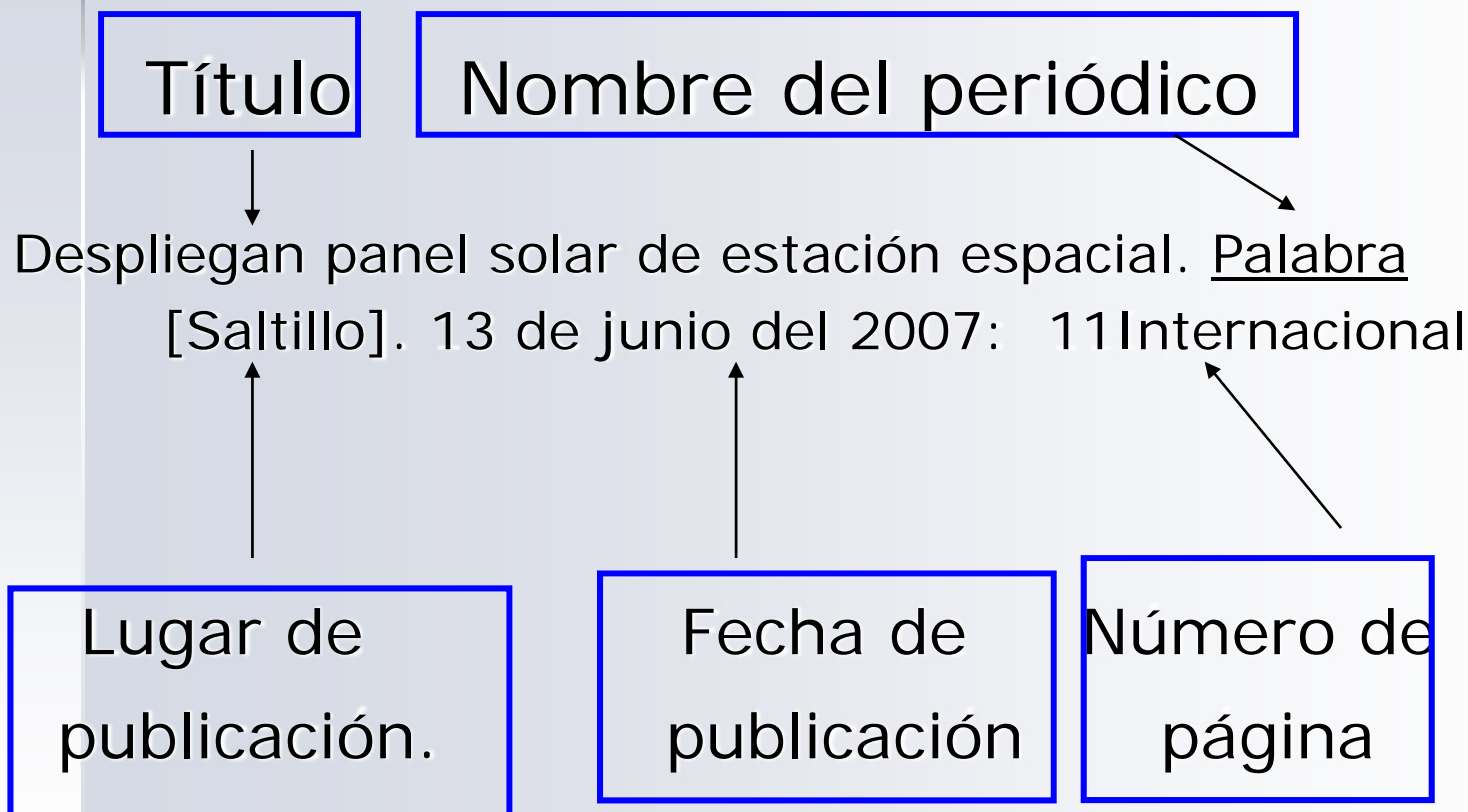 Título Nombre del periódico
Despliegan panel solar de estación espacial. Palabra
[Saltillo]. 13 de junio del 2007: 11Internacional
Lugar de publicación.
Fecha de publicación
Número de página